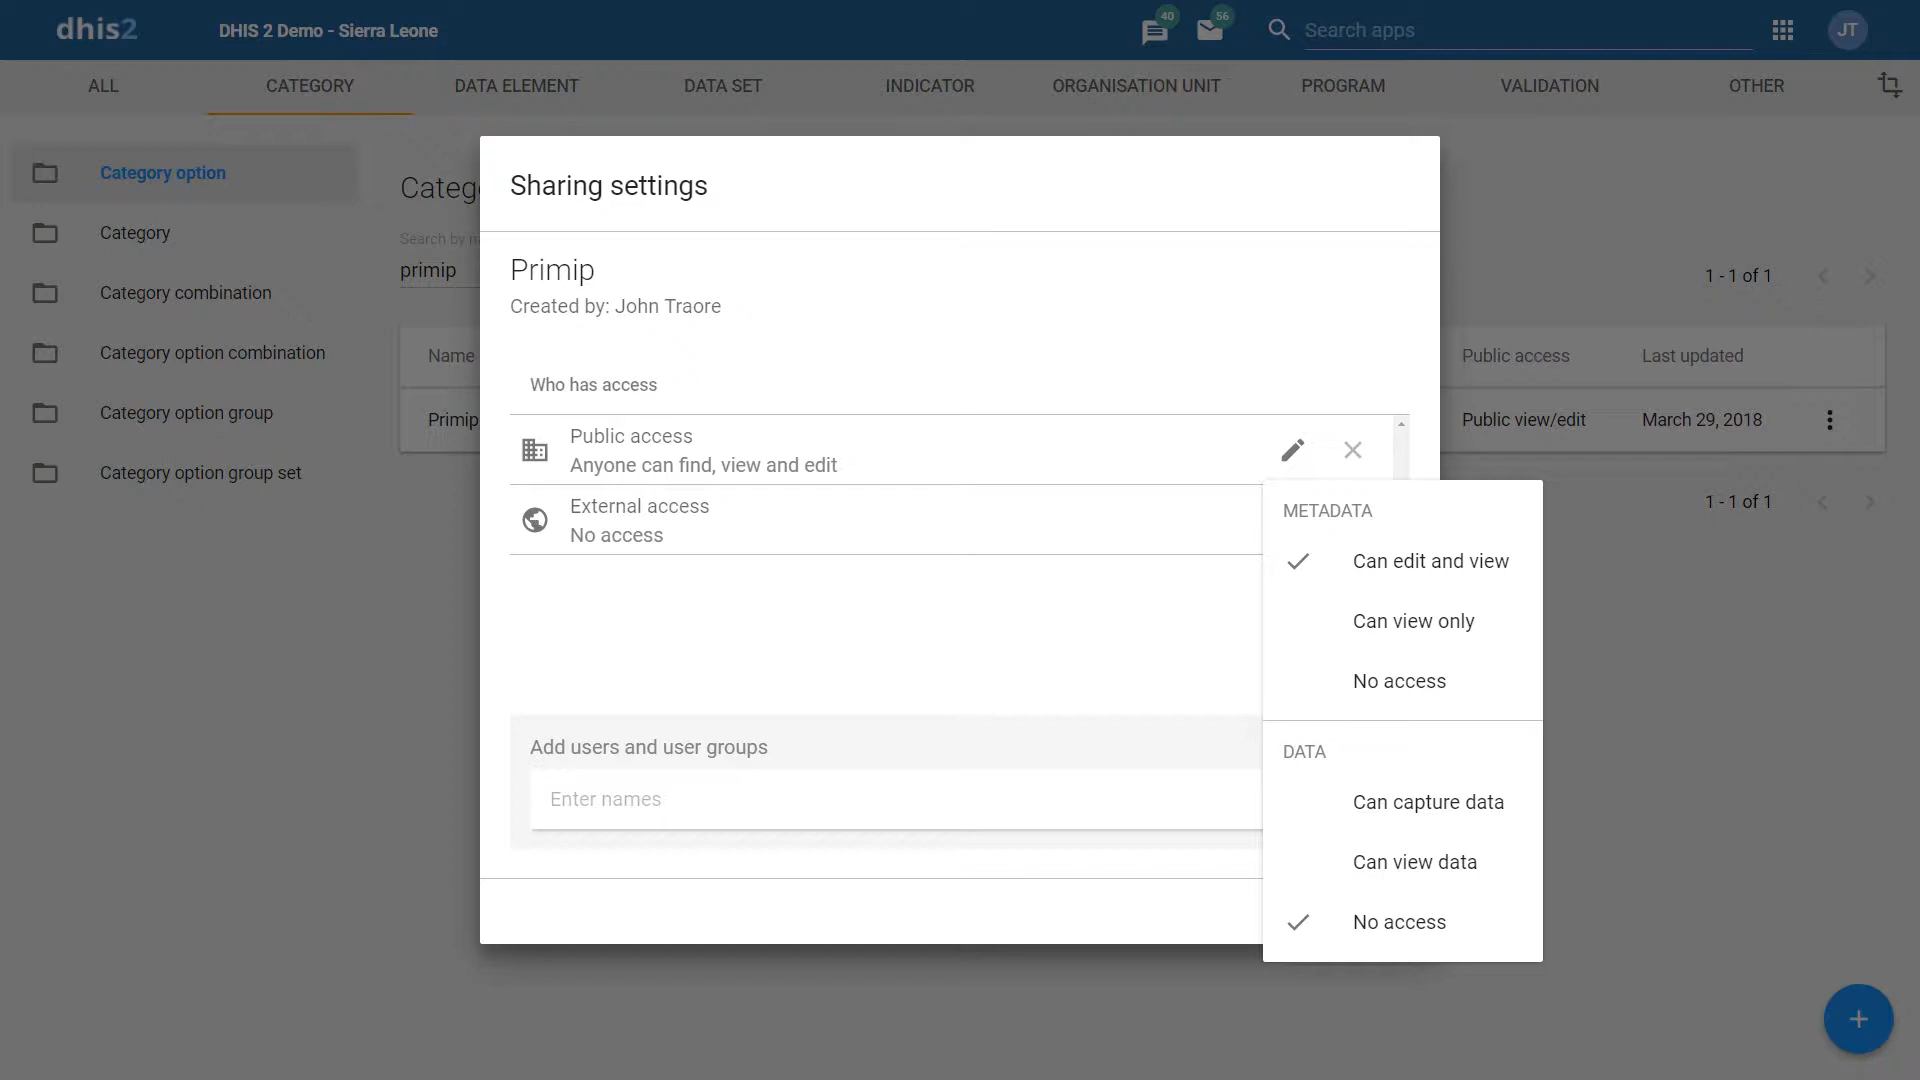 dhis2
DHIS 2 Demo - Sierra Leone
40
56
Search apps
JT
ALL
CATEGORY
DATA ELEMENT
DATA SET
INDICATOR
ORGANISATION UNIT
PROGRAM
VALIDATION
OTHER
Category option
Category
Category combination
Category option combination
Category option group
Category option group set
Categ
Search by n
primip
1 - 1 of 1
Name
Public access
Last updated
Primip
Public view/edit
March 29, 2018
1 - 1 of 1
Sharing settings
Primip
Created by: John Traore
Who has access
Public access
Anyone can find, view and edit
External access
No access
Add users and user groups
Enter names
METADATA
Can edit and view
Can view only
No access
DATA
Can capture data
Can view data
No access